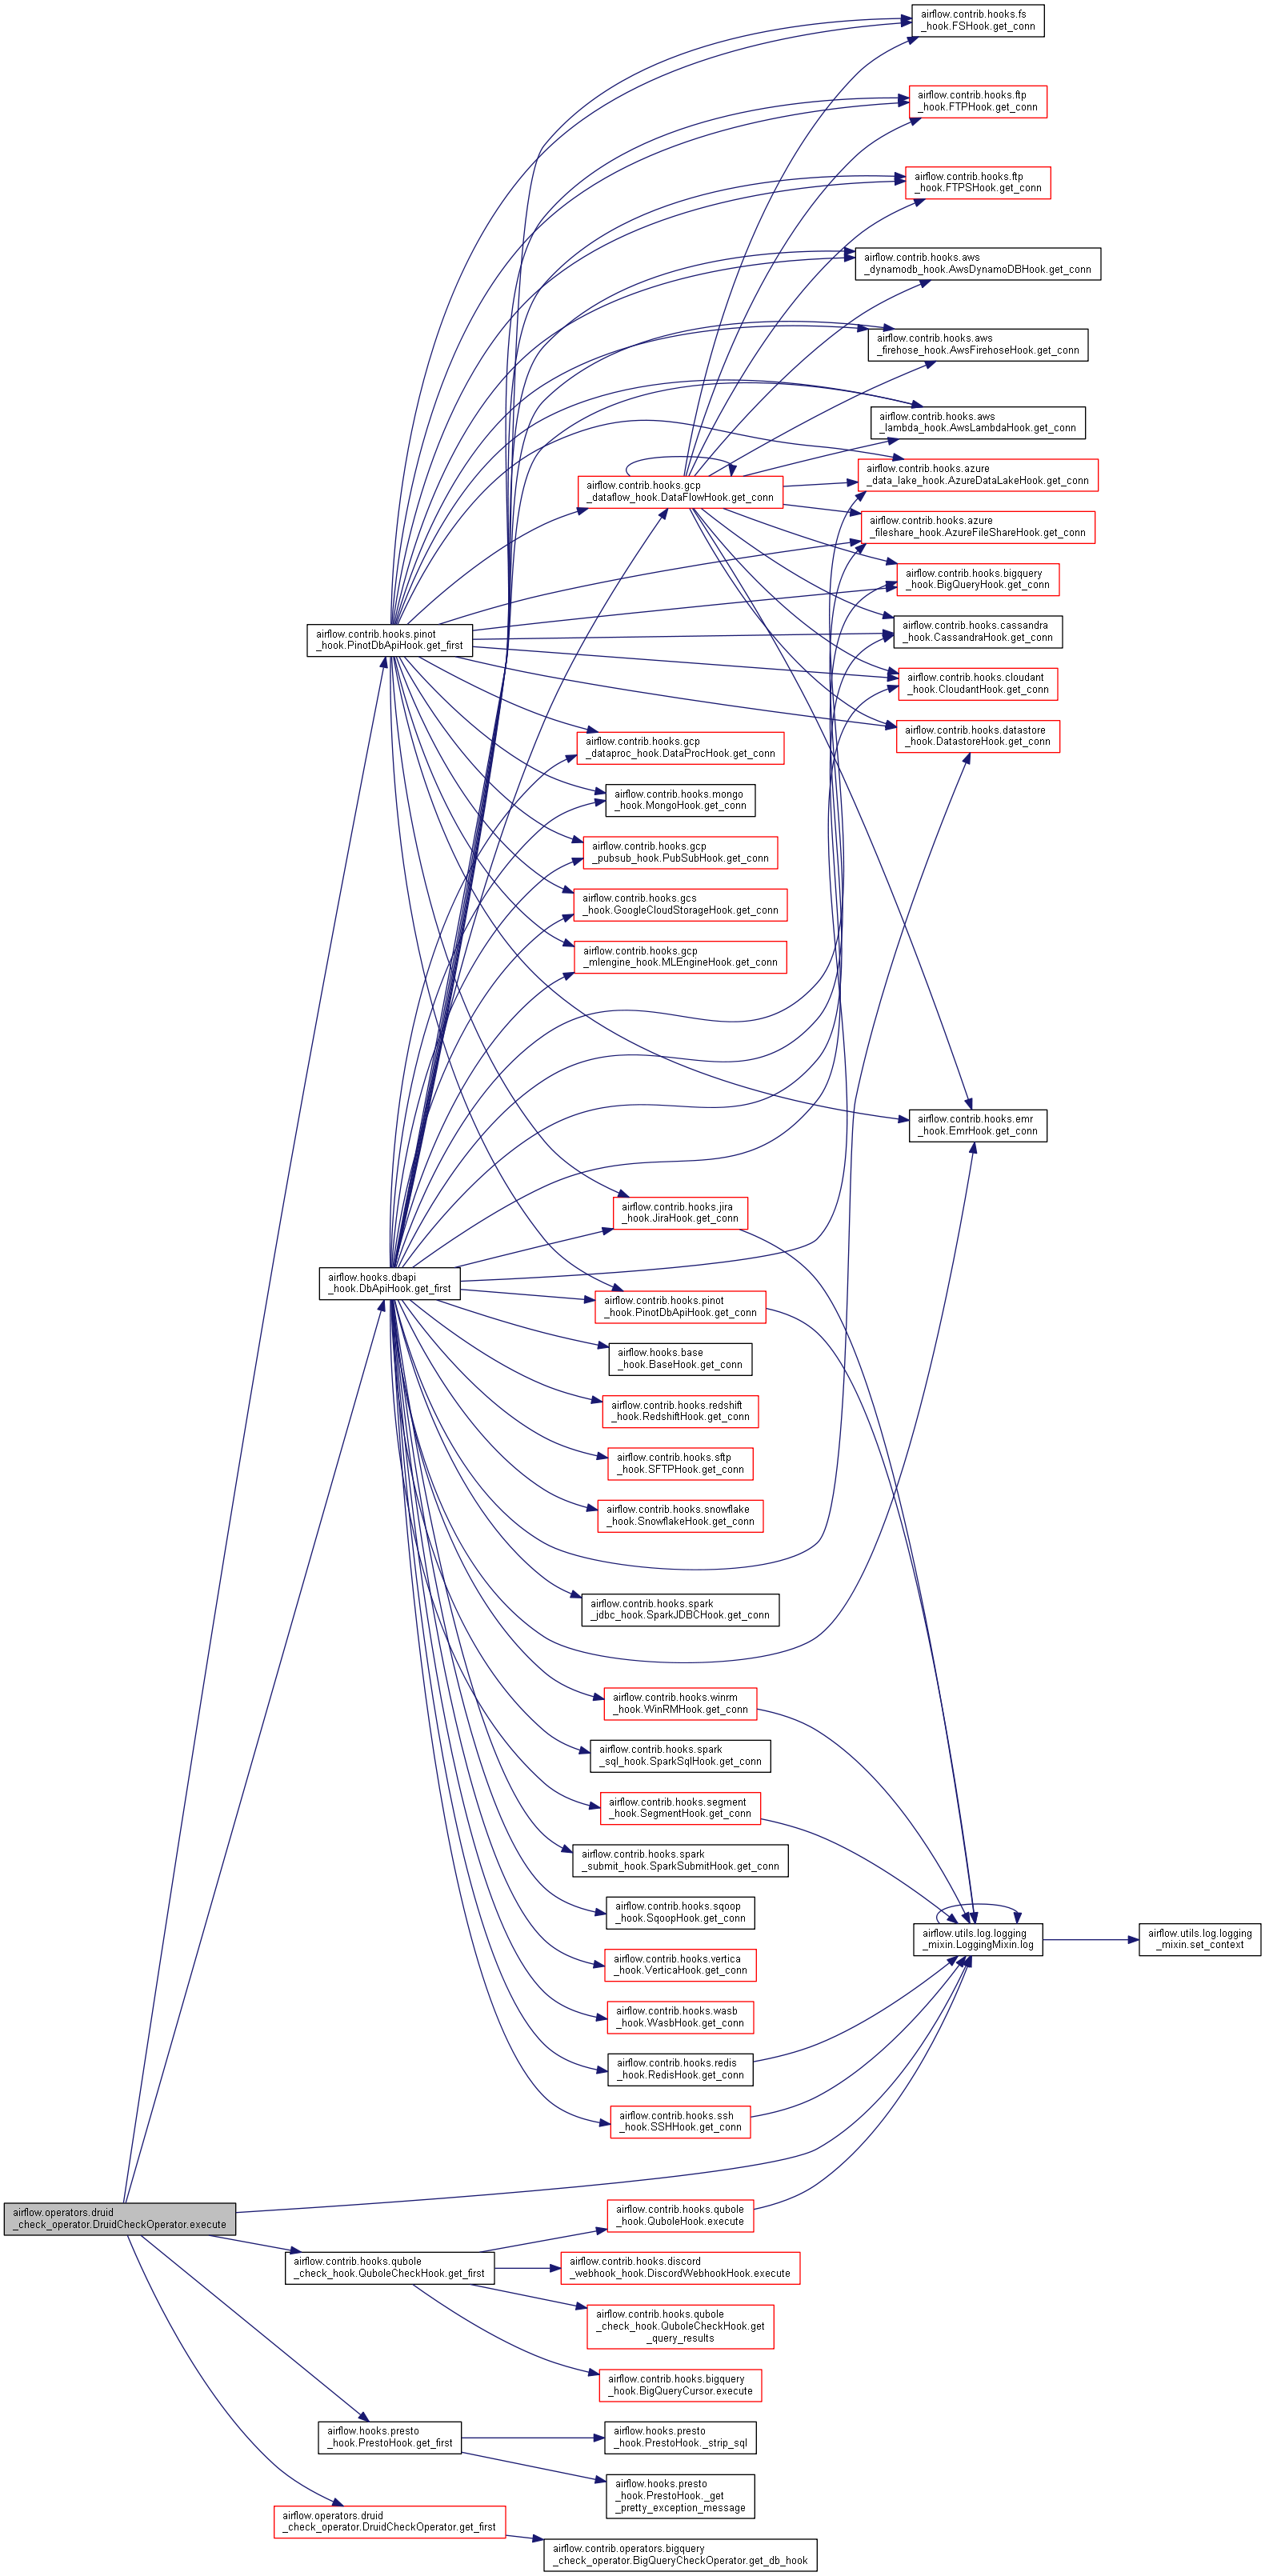 airflow.contrib.hooks.fs
_hook.FSHook.get_conn
airflow.contrib.hooks.ftp
_hook.FTPHook.get_conn
airflow.contrib.hooks.ftp
_hook.FTPSHook.get_conn
airflow.contrib.hooks.aws
_dynamodb_hook.AwsDynamoDBHook.get_conn
airflow.contrib.hooks.aws
_firehose_hook.AwsFirehoseHook.get_conn
airflow.contrib.hooks.aws
_lambda_hook.AwsLambdaHook.get_conn
airflow.contrib.hooks.azure
_data_lake_hook.AzureDataLakeHook.get_conn
airflow.contrib.hooks.gcp
_dataflow_hook.DataFlowHook.get_conn
airflow.contrib.hooks.azure
_fileshare_hook.AzureFileShareHook.get_conn
airflow.contrib.hooks.bigquery
_hook.BigQueryHook.get_conn
airflow.contrib.hooks.cassandra
_hook.CassandraHook.get_conn
airflow.contrib.hooks.pinot
_hook.PinotDbApiHook.get_first
airflow.contrib.hooks.cloudant
_hook.CloudantHook.get_conn
airflow.contrib.hooks.datastore
_hook.DatastoreHook.get_conn
airflow.contrib.hooks.gcp
_dataproc_hook.DataProcHook.get_conn
airflow.contrib.hooks.mongo
_hook.MongoHook.get_conn
airflow.contrib.hooks.gcp
_pubsub_hook.PubSubHook.get_conn
airflow.contrib.hooks.gcs
_hook.GoogleCloudStorageHook.get_conn
airflow.contrib.hooks.gcp
_mlengine_hook.MLEngineHook.get_conn
airflow.contrib.hooks.emr
_hook.EmrHook.get_conn
airflow.contrib.hooks.jira
_hook.JiraHook.get_conn
airflow.hooks.dbapi
_hook.DbApiHook.get_first
airflow.contrib.hooks.pinot
_hook.PinotDbApiHook.get_conn
airflow.hooks.base
_hook.BaseHook.get_conn
airflow.contrib.hooks.redshift
_hook.RedshiftHook.get_conn
airflow.contrib.hooks.sftp
_hook.SFTPHook.get_conn
airflow.contrib.hooks.snowflake
_hook.SnowflakeHook.get_conn
airflow.contrib.hooks.spark
_jdbc_hook.SparkJDBCHook.get_conn
airflow.contrib.hooks.winrm
_hook.WinRMHook.get_conn
airflow.contrib.hooks.spark
_sql_hook.SparkSqlHook.get_conn
airflow.contrib.hooks.segment
_hook.SegmentHook.get_conn
airflow.contrib.hooks.spark
_submit_hook.SparkSubmitHook.get_conn
airflow.contrib.hooks.sqoop
_hook.SqoopHook.get_conn
airflow.utils.log.logging
_mixin.LoggingMixin.log
airflow.utils.log.logging
_mixin.set_context
airflow.contrib.hooks.vertica
_hook.VerticaHook.get_conn
airflow.contrib.hooks.wasb
_hook.WasbHook.get_conn
airflow.contrib.hooks.redis
_hook.RedisHook.get_conn
airflow.contrib.hooks.ssh
_hook.SSHHook.get_conn
airflow.operators.druid
_check_operator.DruidCheckOperator.execute
airflow.contrib.hooks.qubole
_hook.QuboleHook.execute
airflow.contrib.hooks.qubole
_check_hook.QuboleCheckHook.get_first
airflow.contrib.hooks.discord
_webhook_hook.DiscordWebhookHook.execute
airflow.contrib.hooks.qubole
_check_hook.QuboleCheckHook.get
_query_results
airflow.contrib.hooks.bigquery
_hook.BigQueryCursor.execute
airflow.hooks.presto
_hook.PrestoHook.get_first
airflow.hooks.presto
_hook.PrestoHook._strip_sql
airflow.hooks.presto
_hook.PrestoHook._get
_pretty_exception_message
airflow.operators.druid
_check_operator.DruidCheckOperator.get_first
airflow.contrib.operators.bigquery
_check_operator.BigQueryCheckOperator.get_db_hook